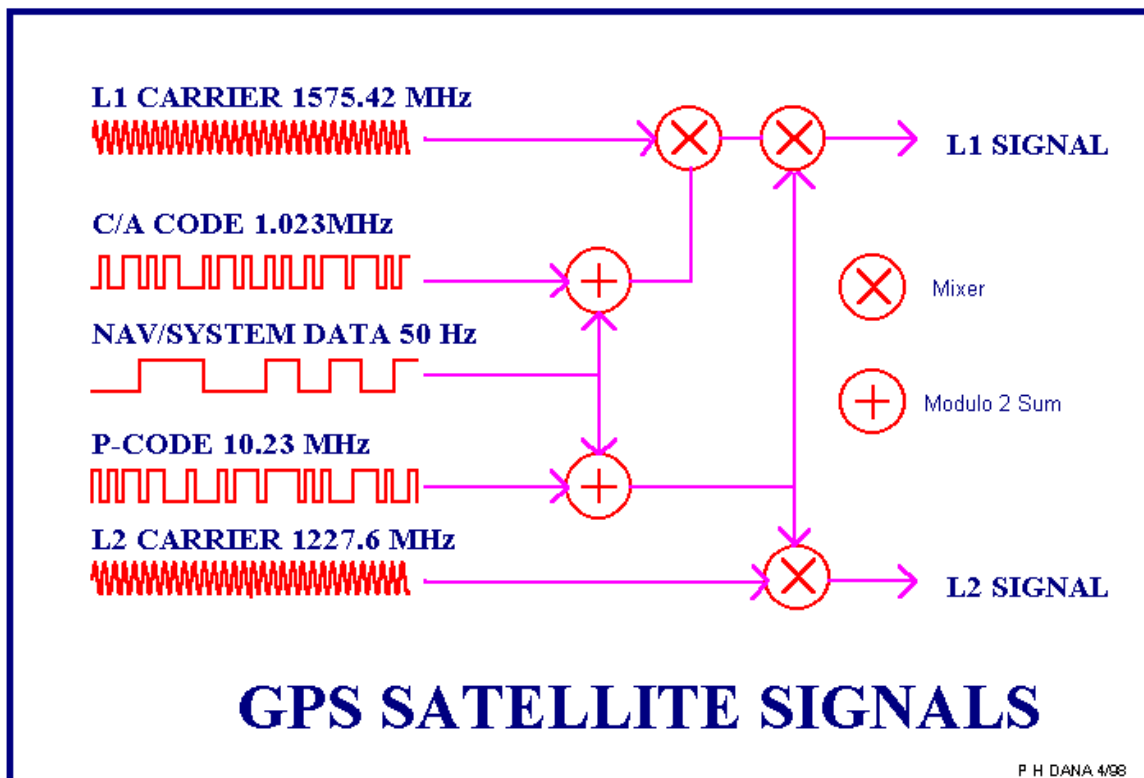 L1 CARRIER 1575.42 MHz
L1 SIGNAL
C/A CODE 1.023MHz
Mixer
NAV/SYSTEM DATA 50 Hz
Modulo 2 Sum
P-CODE 10.23 MHz
L2 CARRIER 1227.6 MHz
L2 SIGNAL
GPS SATELLITE SIGNALS
P H DANA 4/98